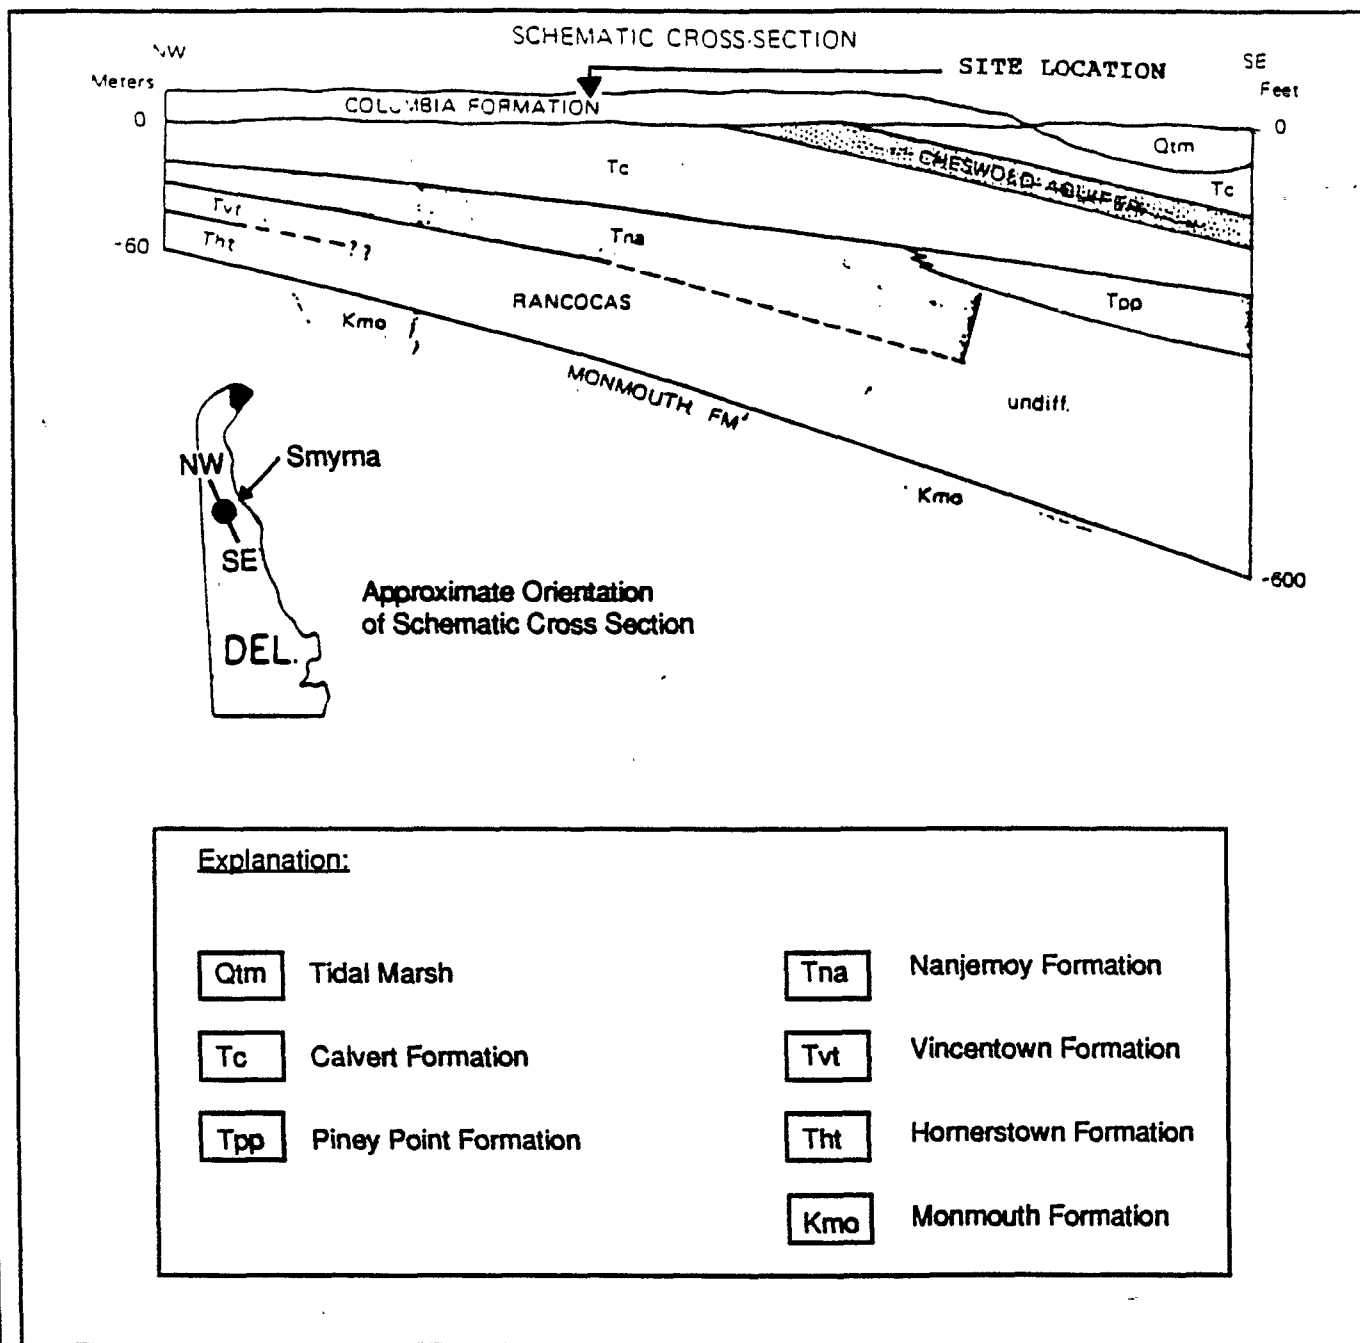 SCHEMATIC CROSS-SECTION
NW
SE
SITE LOCATION
Meters
Feet
COLUMBIA FORMATION
0
0
Qtm
Tc
CHESWOLD AQUIFER
Tc
Tvt
Tna
-60
Tht
??
Tpp
RANCOCAS
Kmo
MONMOUTH FM
undiff.
Kmo
-600
NW
Smyrna
SE
DEL.
Approximate Orientation
of Schematic Cross Section
Explanation:
Qtm Tidal Marsh
Tna Nanjemoy Formation
Tc Calvert Formation
Tvt Vincentown Formation
Tpp Piney Point Formation
Tht Hornerstown Formation
Kmo Monmouth Formation